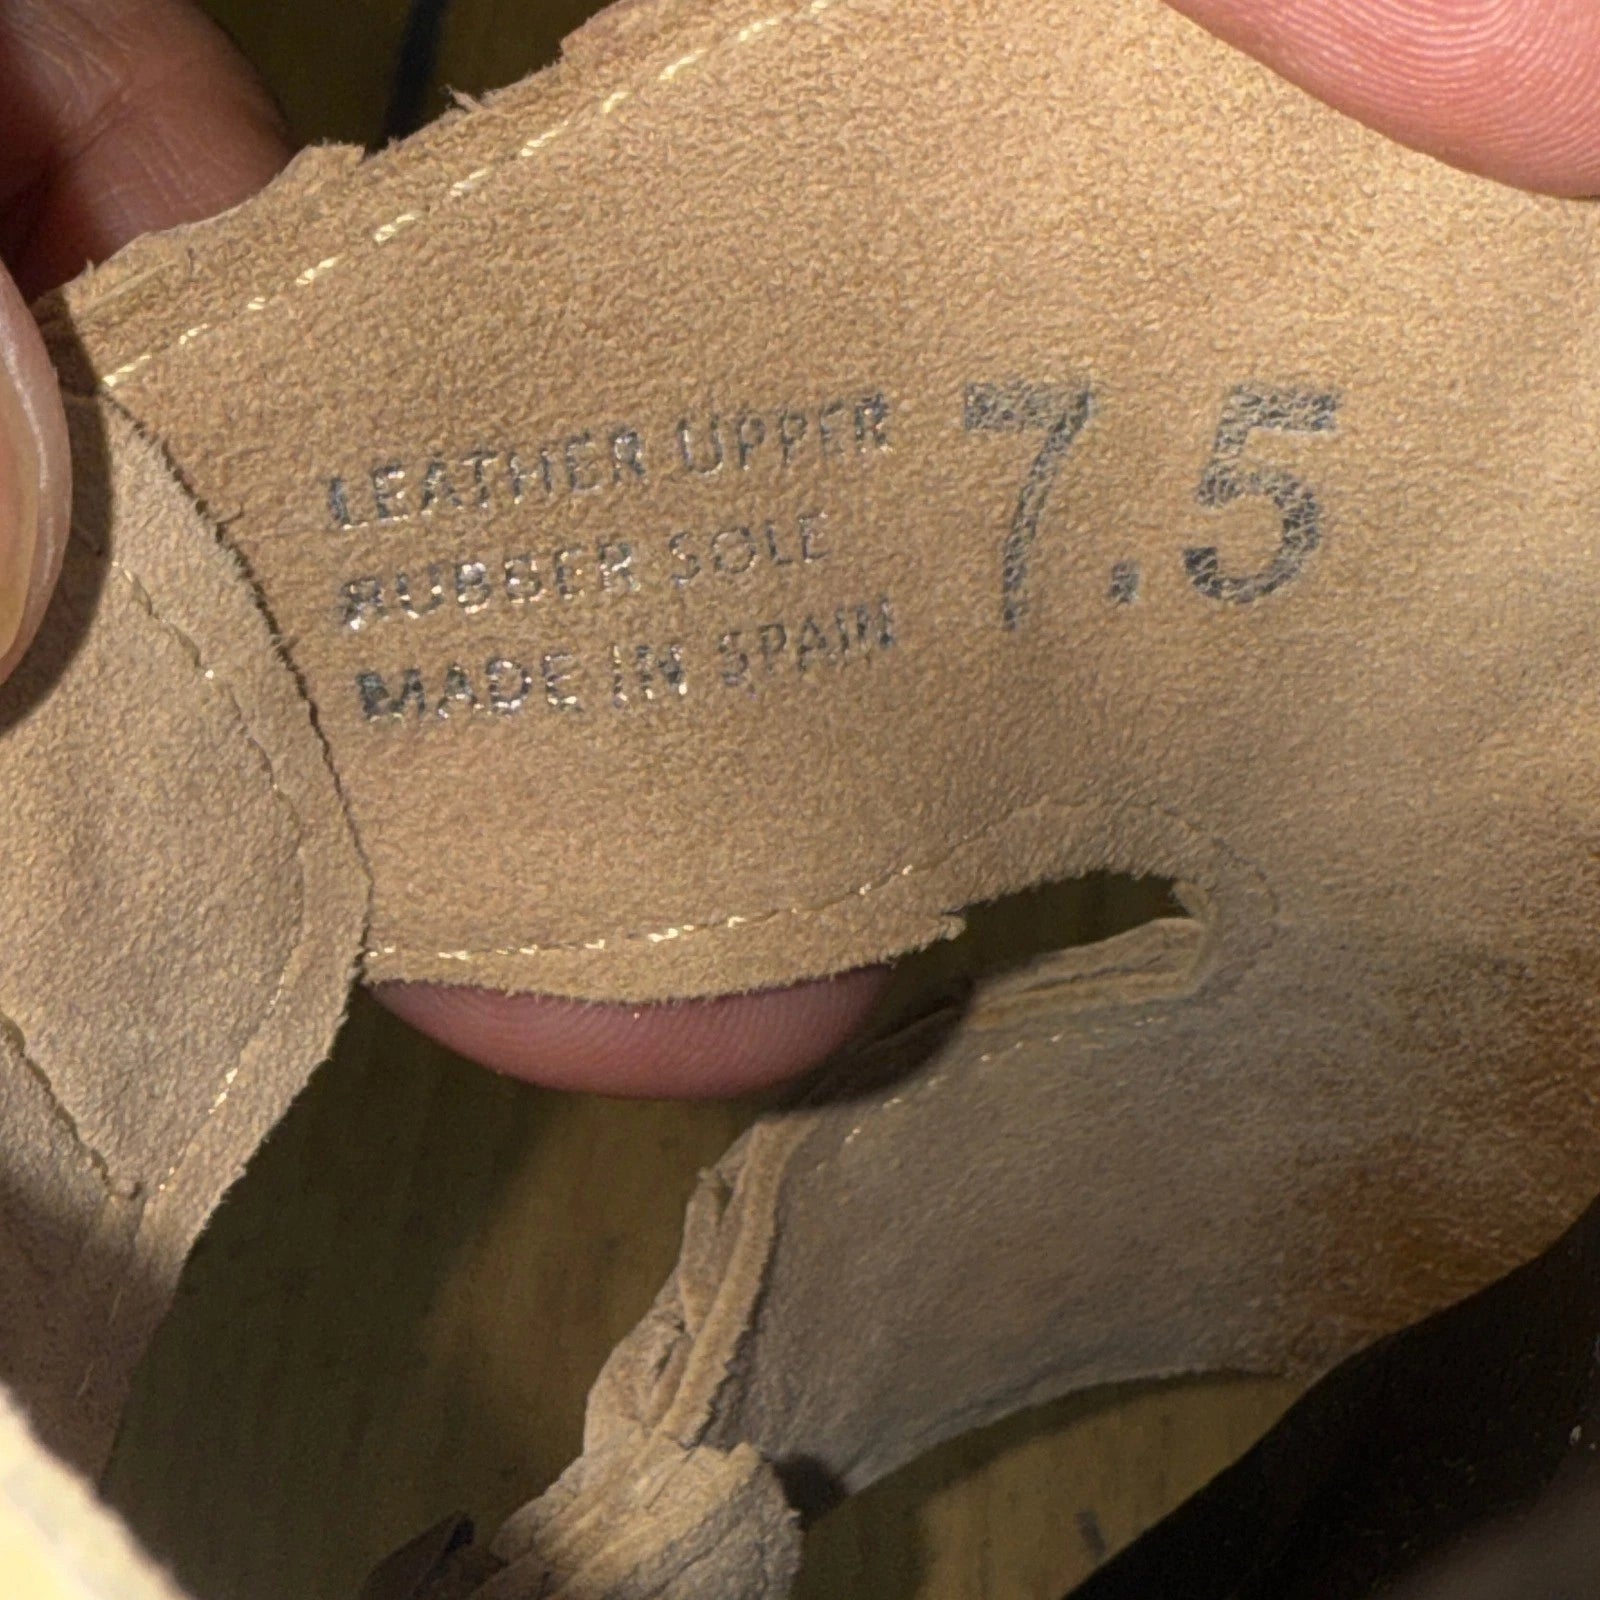 LEATHER UPPER
RUBBER SOLE
MADE IN SPAIN
7.5